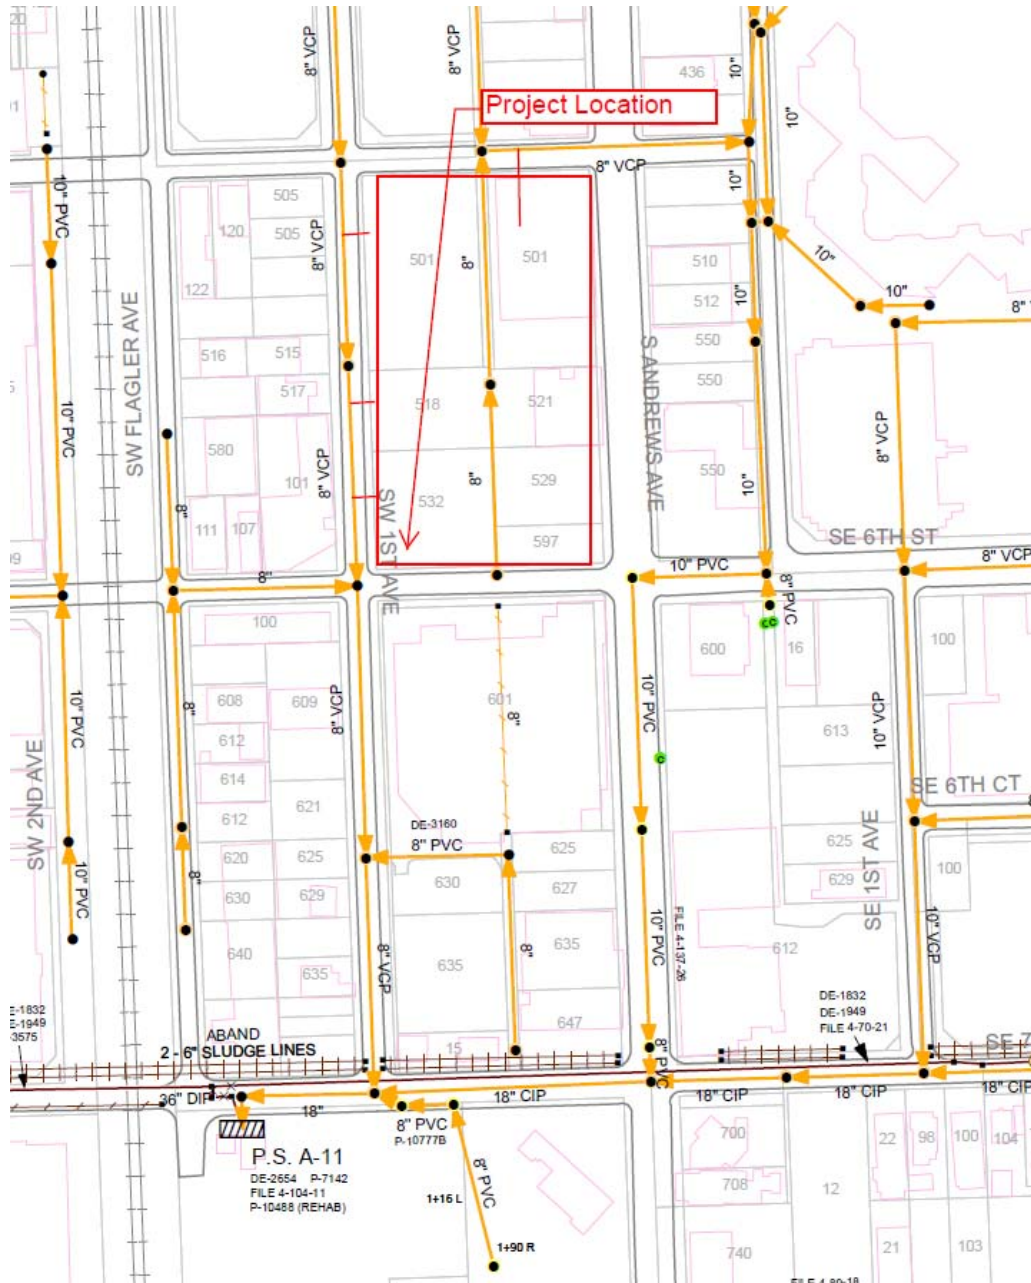 8" VCP
8" VCP
436
10"
10"
Project Location
8" VCP
10" PVC
505
505
120
122
8" VCP
501
8"
501
10"
510
512
10"
10"
10"
8"
SW FLAGLER AVE
516
515
517
550
550
S ANDREWS AVE
518
521
10" PVC
580
101
8" VCP
8" VCP
550
10"
111
107
8"
532
8"
529
597
SW 1ST AVE
SE 6TH ST
8" VCP
10" PVC
8" PVC
8"
100
600
16
100
608
609
8" VCP
601
8"
10" PVC
612
613
10" VCP
10" PVC
8"
614
SW 2ND AVE
612
621
SE 6TH CT
DE-3160
8" PVC
620
625
630
625
625
SE 1ST AVE
100
630
629
627
629
10" PVC
8"
640
8" VCP
635
8"
635
10" PVC
FILE 4-137-26
612
10" VCP
635
647
DE-1832
DE-1949
FILE 4-70-21
15
ABAND
2 - 6" SLUDGE LINES
8" PVC
SE 7
36" DIP
18"
18" CIP
18" CIP
18" CIP
18" CIP
8" PVC
P-10777B
P.S. A-11
DE-2654 P-7142
FILE 4-104-11
P-10488 (REHAB)
8" PVC
1+16 L
1+90 R
700
708
740
12
22
98
100
104
21
103